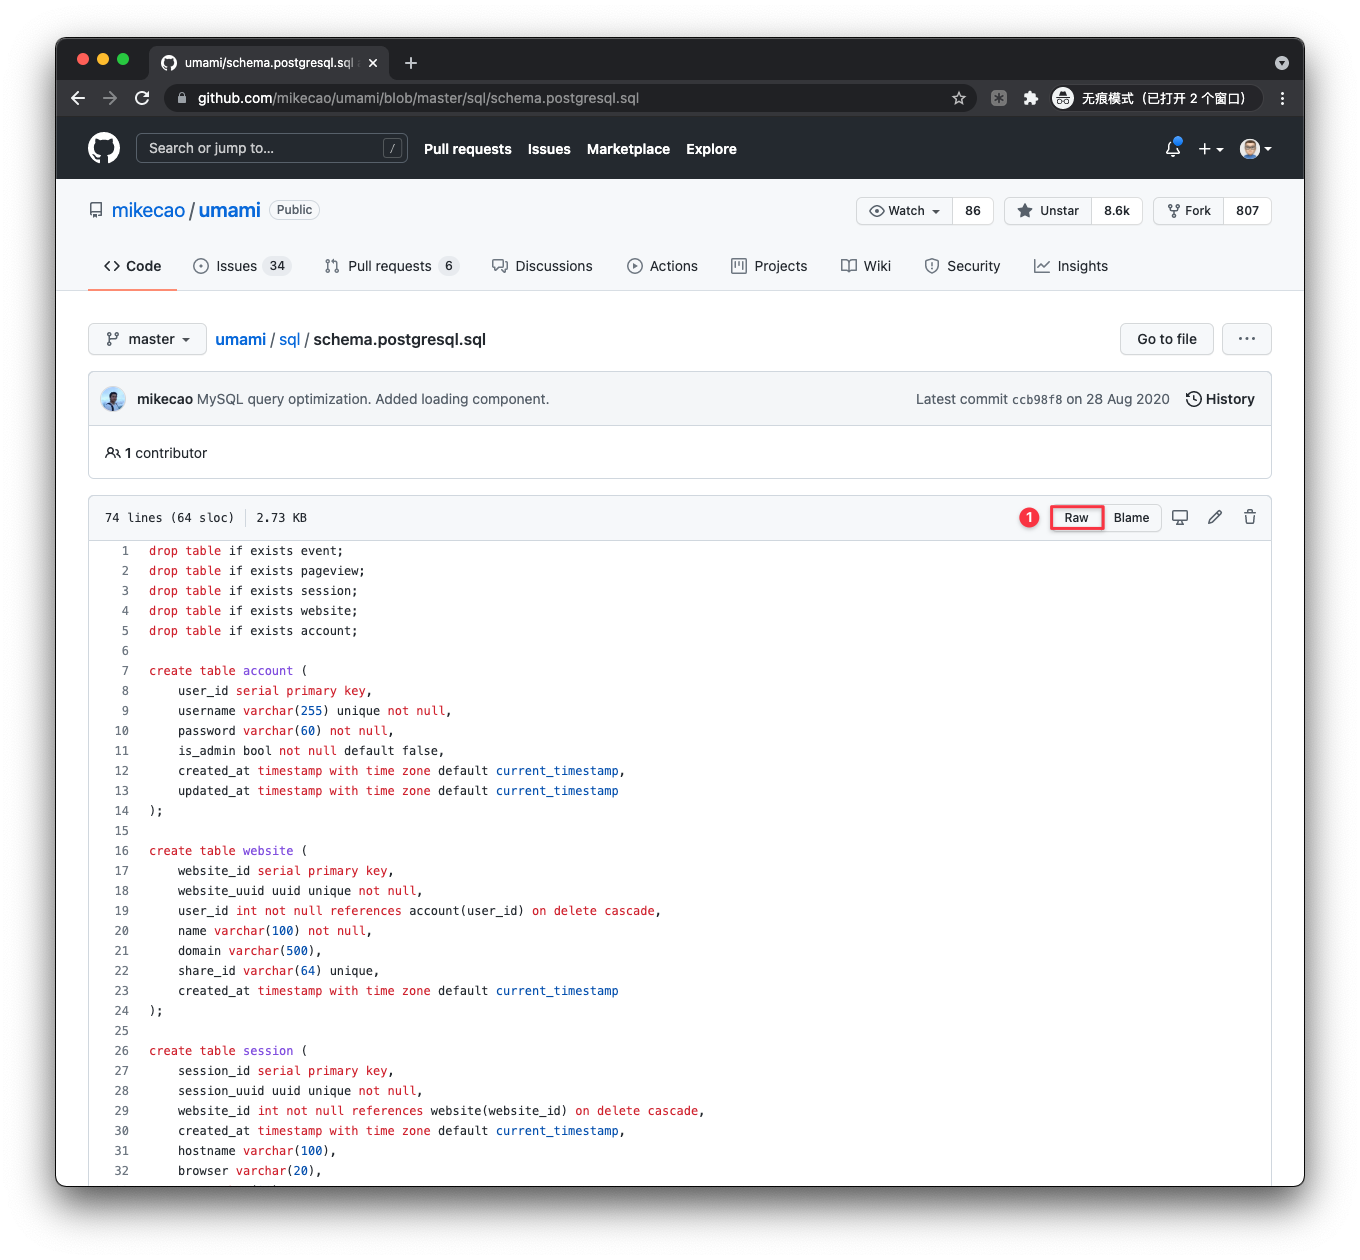 umami/schema.postgresql.sql
github.com/mikecao/umami/blob/master/sql/schema.postgresql.sql
无痕模式（已打开 2 个窗口）
Search or jump to... /
Pull requests Issues Marketplace Explore
mikecao / umami Public
Watch 86 Unstar 8.6k Fork 807
Code Issues 34 Pull requests 6 Discussions Actions Projects Wiki Security Insights
master umami / sql / schema.postgresql.sql Go to file ...
mikecao MySQL query optimization. Added loading component. Latest commit ccb98f8 on 28 Aug 2020 History
1 contributor
74 lines (64 sloc) 2.73 KB 1 Raw Blame
1 drop table if exists event;
2 drop table if exists pageview;
3 drop table if exists session;
4 drop table if exists website;
5 drop table if exists account;
6
7 create table account (
8 user_id serial primary key,
9 username varchar(255) unique not null,
10 password varchar(60) not null,
11 is_admin bool not null default false,
12 created_at timestamp with time zone default current_timestamp,
13 updated_at timestamp with time zone default current_timestamp
14 );
15
16 create table website (
17 website_id serial primary key,
18 website_uuid uuid unique not null,
19 user_id int not null references account(user_id) on delete cascade,
20 name varchar(100) not null,
21 domain varchar(500),
22 share_id varchar(64) unique,
23 created_at timestamp with time zone default current_timestamp
24 );
25
26 create table session (
27 session_id serial primary key,
28 session_uuid uuid unique not null,
29 website_id int not null references website(website_id) on delete cascade,
30 created_at timestamp with time zone default current_timestamp,
31 hostname varchar(100),
32 browser varchar(20),